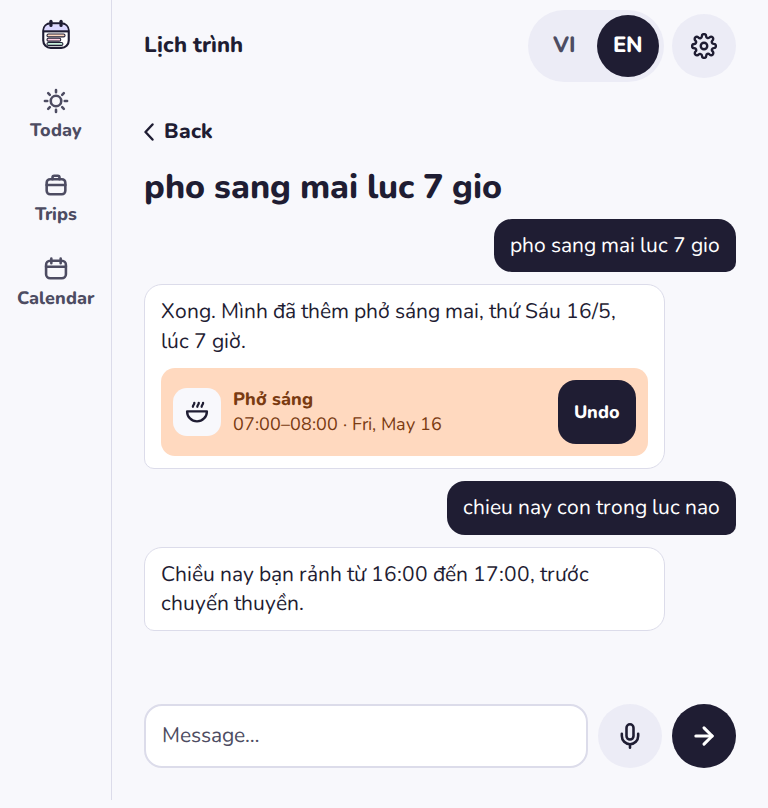 Lịch trình
VI
EN
Today
Trips
Calendar
Back
pho sang mai luc 7 gio
pho sang mai luc 7 gio
Xong. Mình đã thêm phở sáng mai, thứ Sáu 16/5,
lúc 7 giờ.
Phở sáng
07:00–08:00 · Fri, May 16
Undo
chieu nay con trong luc nao
Chiều nay bạn rảnh từ 16:00 đến 17:00, trước
chuyến thuyền.
Message...